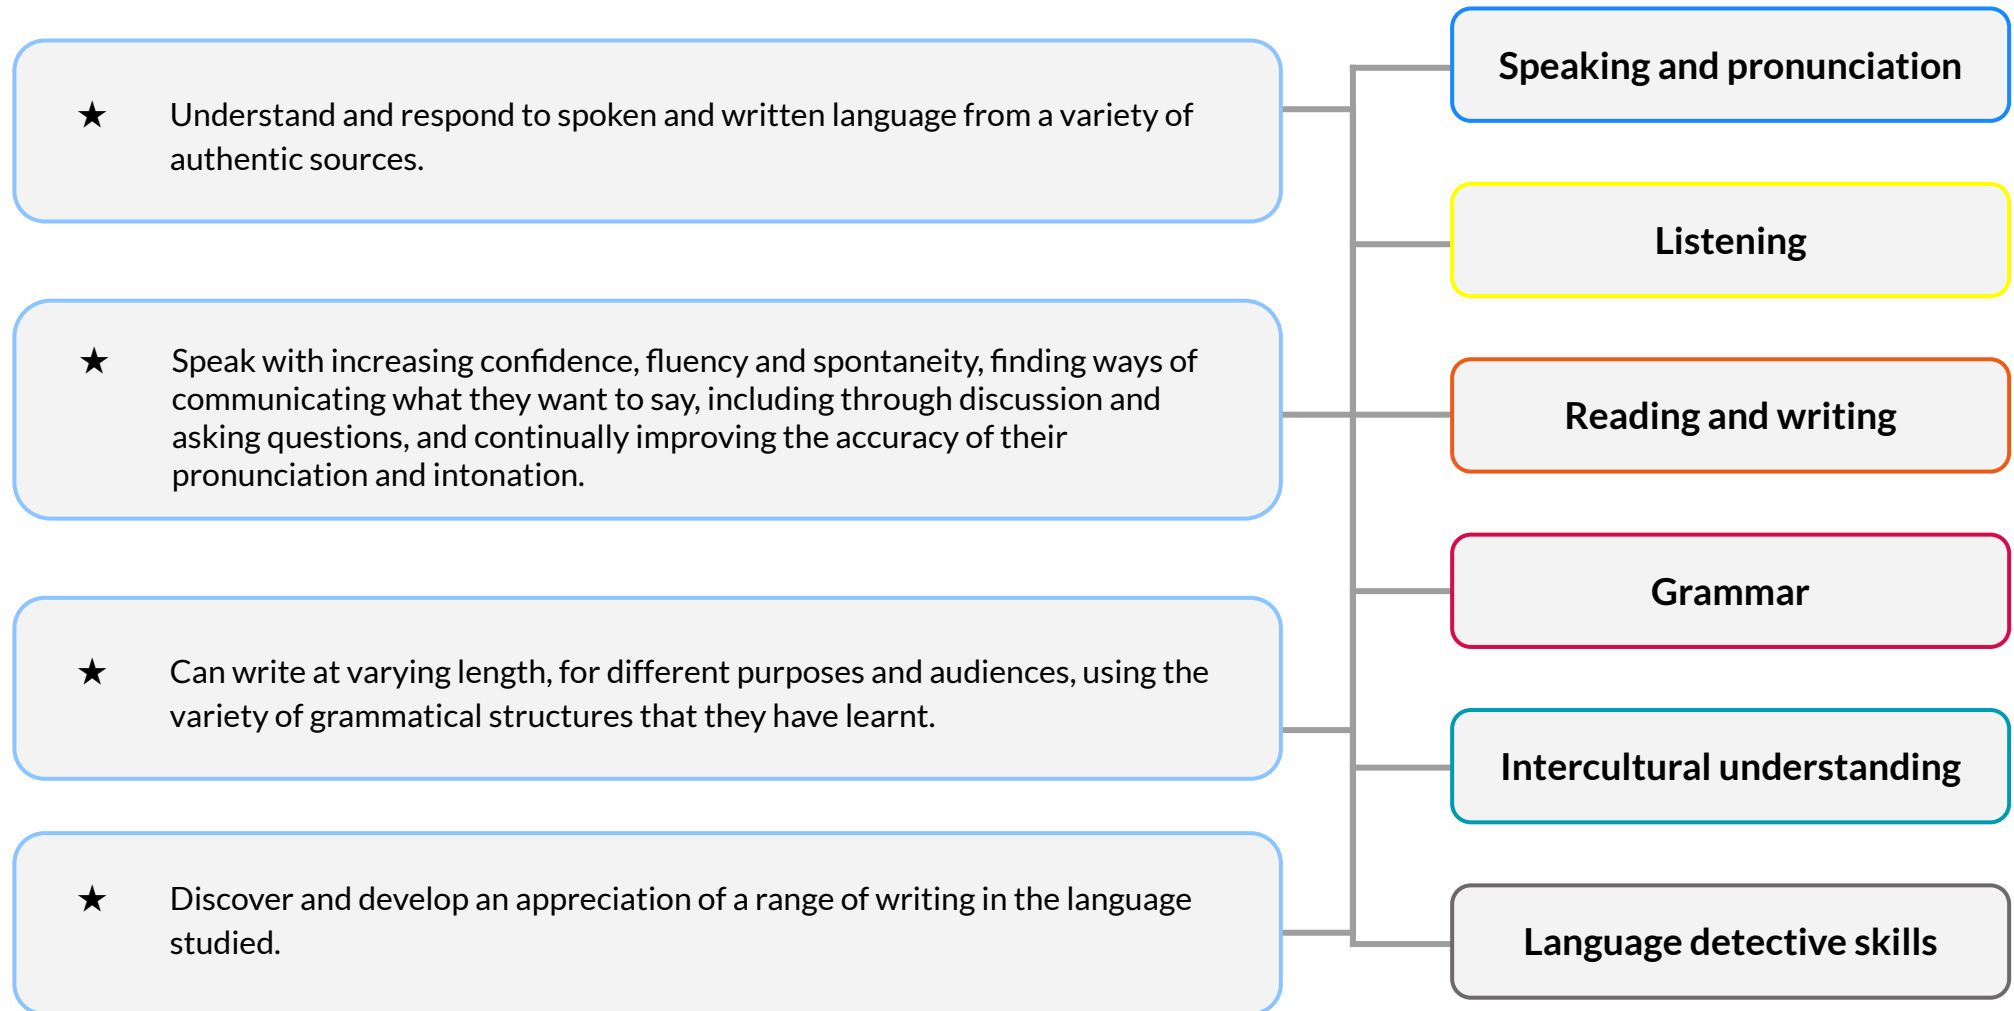 ★ Understand and respond to spoken and written language from a variety of
authentic sources.
★ Speak with increasing confidence, fluency and spontaneity, finding ways of
communicating what they want to say, including through discussion and
asking questions, and continually improving the accuracy of their
pronunciation and intonation.
★ Can write at varying length, for different purposes and audiences, using the
variety of grammatical structures that they have learnt.
★ Discover and develop an appreciation of a range of writing in the language
studied.
Speaking and pronunciation
Listening
Reading and writing
Grammar
Intercultural understanding
Language detective skills